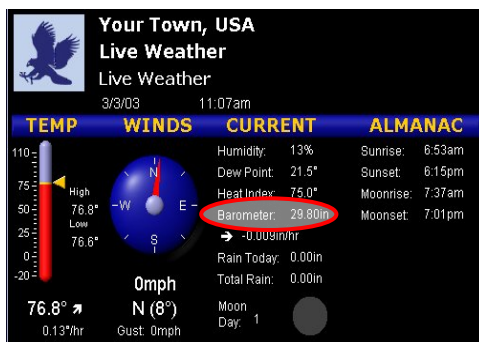 Your Town, USA
Live Weather
Live Weather
3/3/03 11:07am
TEMP WINDS CURRENT ALMANAC
110
75
50
25
0
-20
High
76.8°
Low
76.6°
76.8°
0.13°/hr
N
W E
S
0mph
N (8°)
Gust: 0mph
Humidity: 13%
Dew Point: 21.5°
Heat Index: 75.0°
Barometer: 29.80in
→ -0.009in/hr
Rain Today: 0.00in
Total Rain: 0.00in
Moon
Day: 1
Sunrise: 6:53am
Sunset: 6:15pm
Moonrise: 7:37am
Moonset: 7:01pm